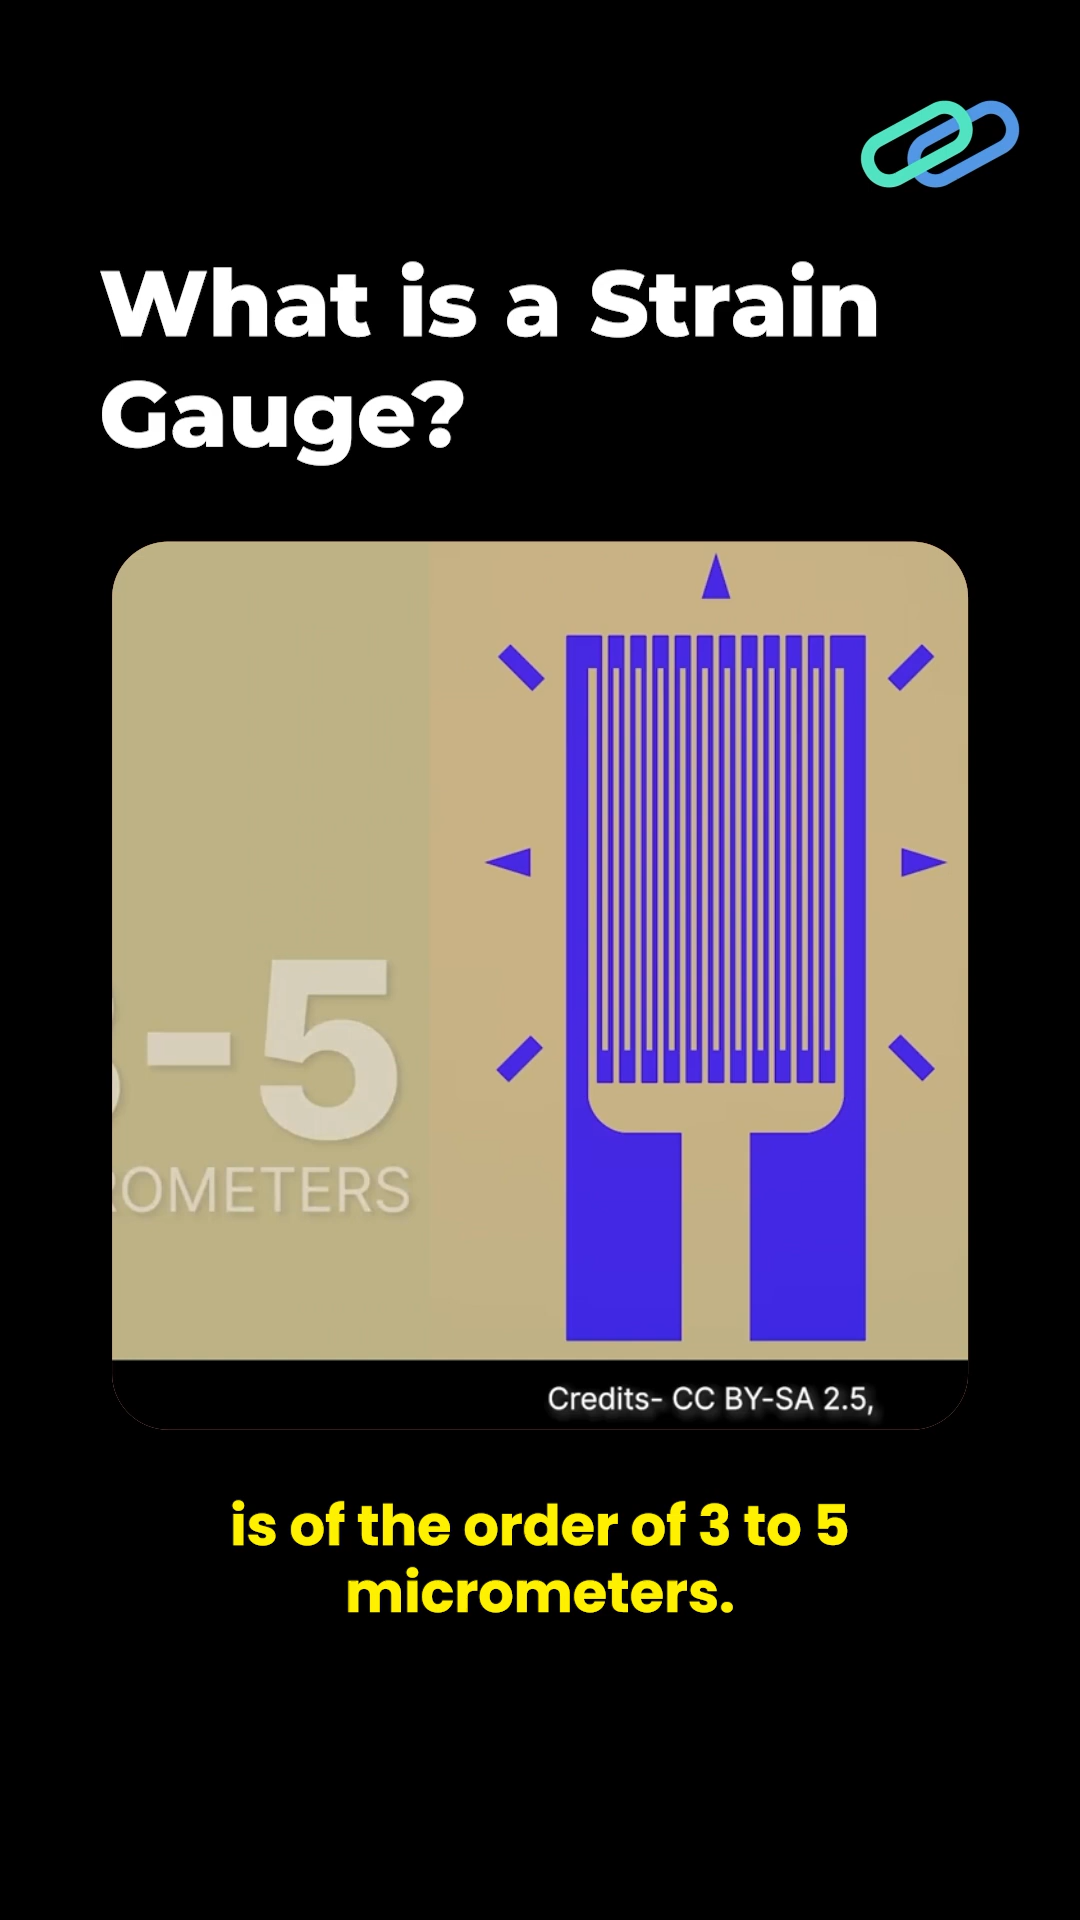 What is a Strain
Gauge?
-5
ROMETERS
Credits- CC BY-SA 2.5,
is of the order of 3 to 5
micrometers.